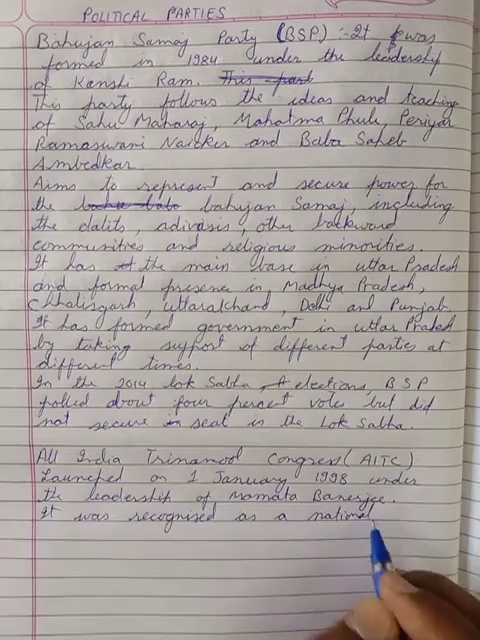 POLITICAL PARTIES
Bahujan Samaj Party (BSP) :- It was
formed in 1984 under the leadership
of Kanshi Ram. This part
This party follows the ideas and teaching
of Sahu Maharaj, Mahatma Phule, Periyar
Ramaswani Naicker and Baba Saheb
Ambedkar.
Aims to represent and secure power for
the bahujan Samaj, including
the dalits, adivasis, other backward
communities and religious minorities.
It has the main base in uttar Pradesh
and formal presence in, Madhya Pradesh,
Chhatisgarh, uttarakhand, Delhi and Punjab.
It has formed government in uttar Pradesh
by taking support of different parties at
different times.
In the 2014 lok Sabha, elections, BSP
polled about four percent vote but did
not secure seat in the Lok Sabha.
All India Trinamool Congress (AITC)
Launched on 1 January 1998 under
the leadership of Mamata Banerjee.
It was recognised as a national